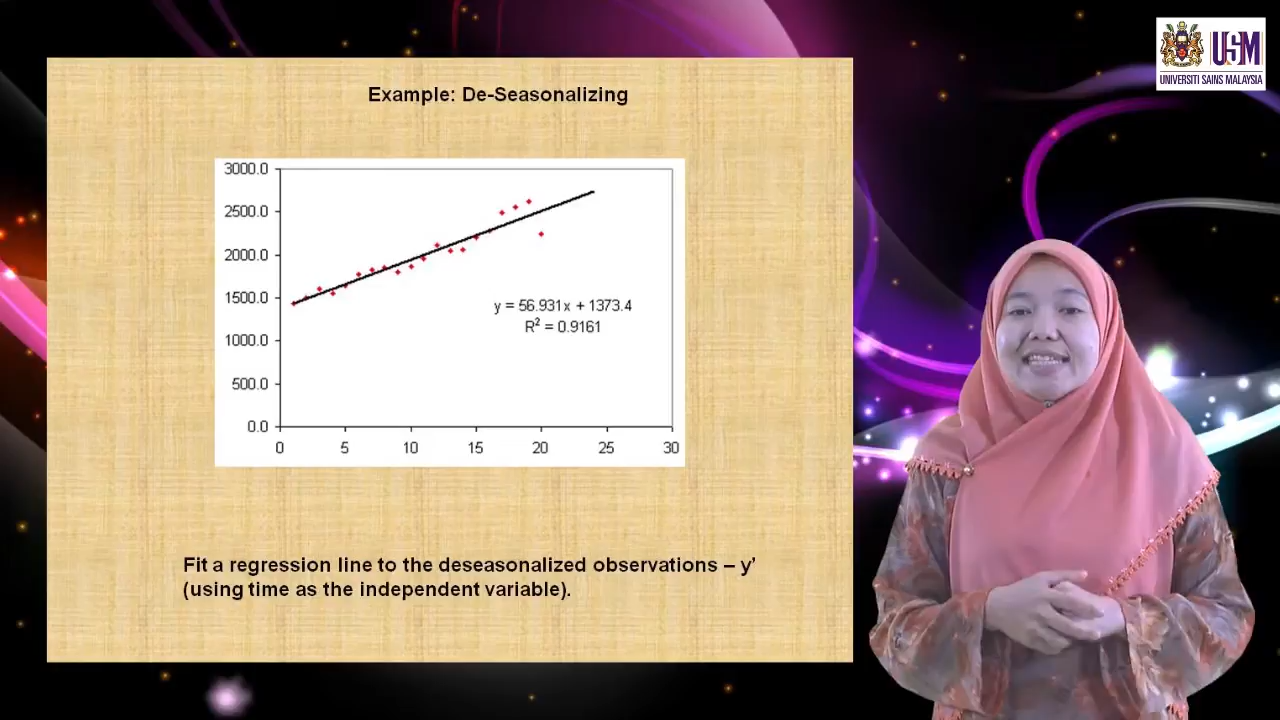 USM
UNIVERSITI SAINS MALAYSIA
Example: De-Seasonalizing
3000.0
2500.0
2000.0
1500.0
1000.0
500.0
0.0
0 5 10 15 20 25 30
y = 56.931x + 1373.4
R² = 0.9161
Fit a regression line to the deseasonalized observations – y’
(using time as the independent variable).